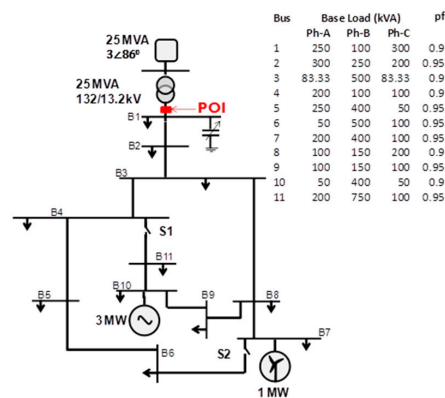 Bus Base Load (kVA) pf
Ph-A Ph-B Ph-C
1 250 100 300 0.9
2 300 250 200 0.95
3 83.33 500 83.33 0.9
4 200 100 100 0.9
5 250 400 50 0.95
6 50 500 100 0.95
7 200 400 100 0.95
8 100 150 200 0.9
9 100 150 100 0.95
10 50 400 50 0.9
11 200 750 100 0.95
25MVA
3∠86⁰
25MVA
132/13.2kV
POI
B1
B2
B3
B4
S1
B11
B10
B9
B8
B5
3MW
B7
S2
B6
1MW